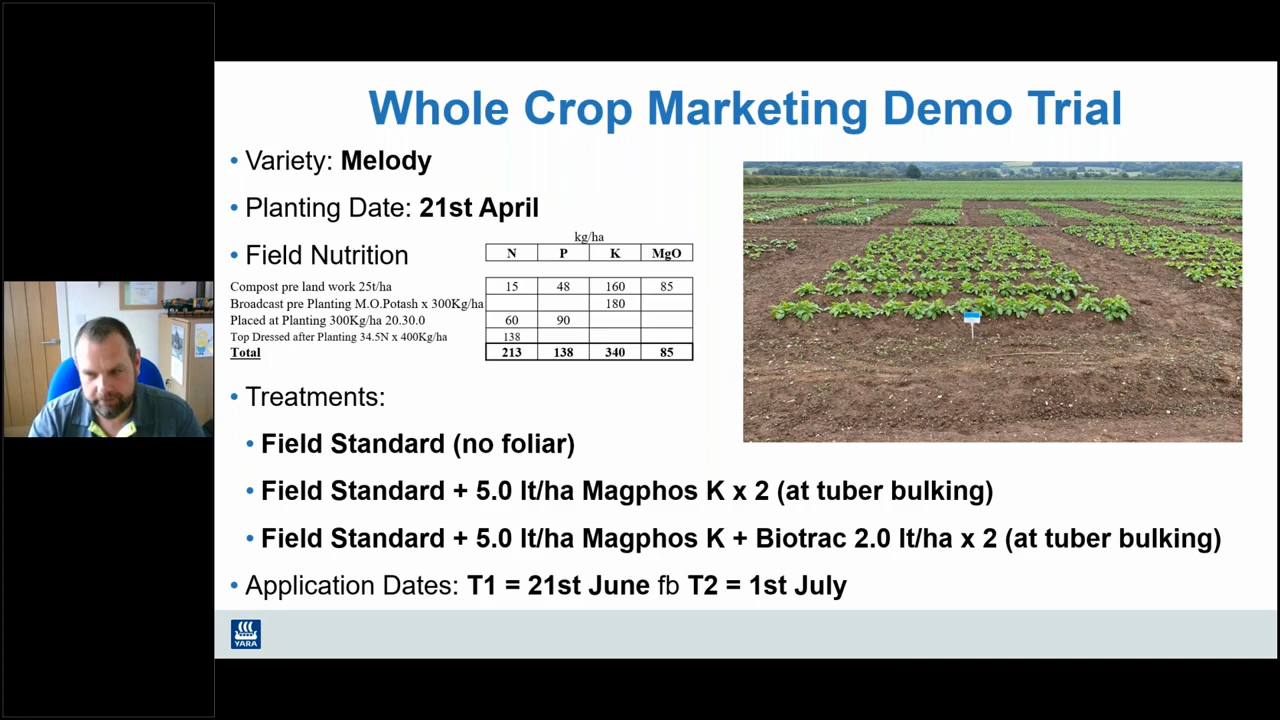 Whole Crop Marketing Demo Trial
• Variety: Melody
• Planting Date: 21st April
kg/ha
• Field Nutrition
N P K MgO
Compost pre land work 25t/ha 15 48 160 85
Broadcast pre Planting M.O.Potash x 300Kg/ha 180
Placed at Planting 300Kg/ha 20.30.0 60 90
Top Dressed after Planting 34.5N x 400Kg/ha 138
Total 213 138 340 85
• Treatments:
• Field Standard (no foliar)
• Field Standard + 5.0 lt/ha Magphos K x 2 (at tuber bulking)
• Field Standard + 5.0 lt/ha Magphos K + Biotrac 2.0 lt/ha x 2 (at tuber bulking)
• Application Dates: T1 = 21st June fb T2 = 1st July
YARA